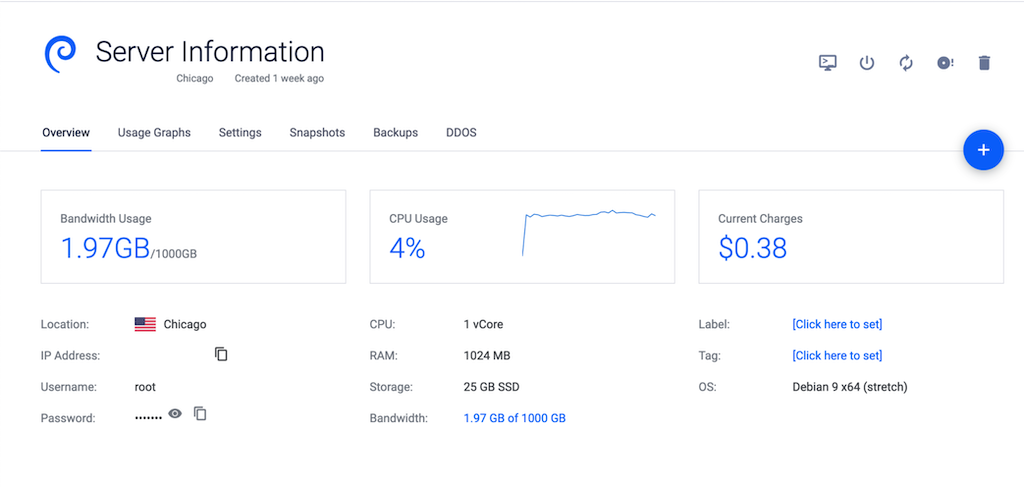 Server Information
Chicago Created 1 week ago
Overview Usage Graphs Settings Snapshots Backups DDOS
+
Bandwidth Usage
1.97GB/1000GB
CPU Usage
4%
Current Charges
$0.38
Location: Chicago
IP Address:
Username: root
Password: •••••••
CPU: 1 vCore
RAM: 1024 MB
Storage: 25 GB SSD
Bandwidth: 1.97 GB of 1000 GB
Label: [Click here to set]
Tag: [Click here to set]
OS: Debian 9 x64 (stretch)